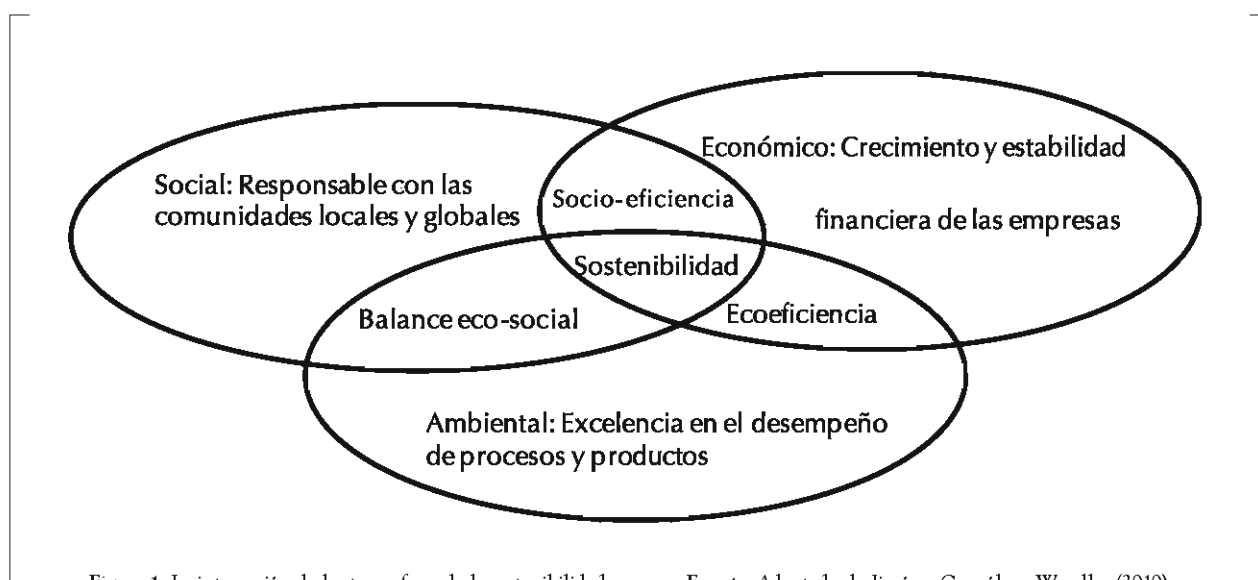 Económico: Crecimiento y estabilidad
financiera de las empresas
Social: Responsable con las
comunidades locales y globales
Socio-eficiencia
Sostenibilidad
Balance eco-social
Ecoeficiencia
Ambiental: Excelencia en el desempeño
de procesos y productos